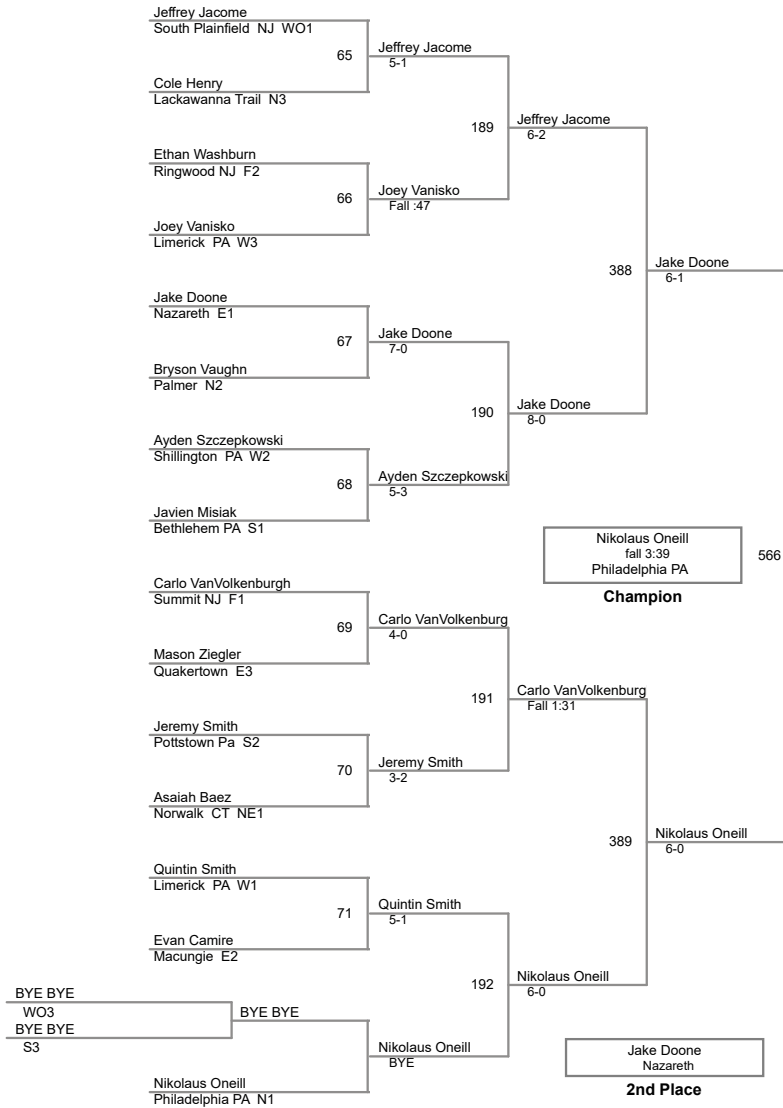 Jeffrey Jacome
South Plainfield NJ WO1
65
Jeffrey Jacome
5-1
Cole Henry
Lackawanna Trail N3
189
Jeffrey Jacome
6-2
Ethan Washburn
Ringwood NJ F2
66
Joey Vanisko
Fall :47
Joey Vanisko
Limerick PA W3
388
Jake Doone
6-1
Jake Doone
Nazareth E1
67
Jake Doone
7-0
Bryson Vaughn
Palmer N2
190
Jake Doone
8-0
Ayden Szczepkowski
Shillington PA W2
68
Ayden Szczepkowski
5-3
Javien Misiak
Bethlehem PA S1
Nikolaus Oneill
fall 3:39
Philadelphia PA
566
Champion
Carlo VanVolkenburgh
Summit NJ F1
69
Carlo VanVolkenburg
4-0
Mason Ziegler
Quakertown E3
191
Carlo VanVolkenburg
Fall 1:31
Jeremy Smith
Pottstown Pa S2
70
Jeremy Smith
3-2
Asaiah Baez
Norwalk CT NE1
389
Nikolaus Oneill
6-0
Quintin Smith
Limerick PA W1
71
Quintin Smith
5-1
Evan Camire
Macungie E2
192
Nikolaus Oneill
6-0
BYE BYE
WO3
BYE BYE
BYE BYE
S3
Nikolaus Oneill
BYE
Nikolaus Oneill
Philadelphia PA N1
Jake Doone
Nazareth
2nd Place